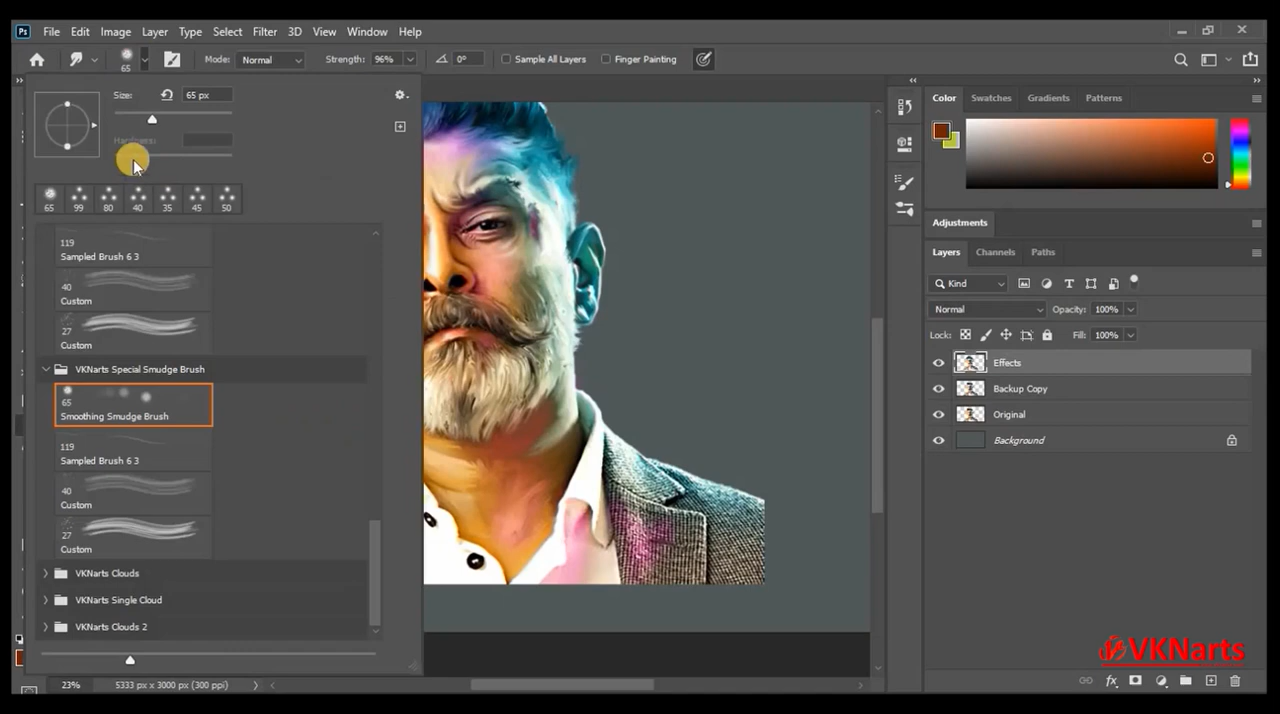 Ps File Edit Image Layer Type Select Filter 3D View Window Help
65 Mode: Normal Strength: 96% 0° Sample All Layers Finger Painting
Size: 65 px
Hardness:
65 99 80 40 35 45 50
119
Sampled Brush 6 3
40
Custom
27
Custom
VKNarts Special Smudge Brush
65
Smoothing Smudge Brush
119
Sampled Brush 6 3
40
Custom
27
Custom
VKNarts Clouds
VKNarts Single Cloud
VKNarts Clouds 2
23% 5333 px x 3000 px (300 ppi)
Color Swatches Gradients Patterns
Adjustments
Layers Channels Paths
Kind
Normal Opacity: 100%
Lock: Fill: 100%
Effects
Backup Copy
Original
Background
VKNarts
fx